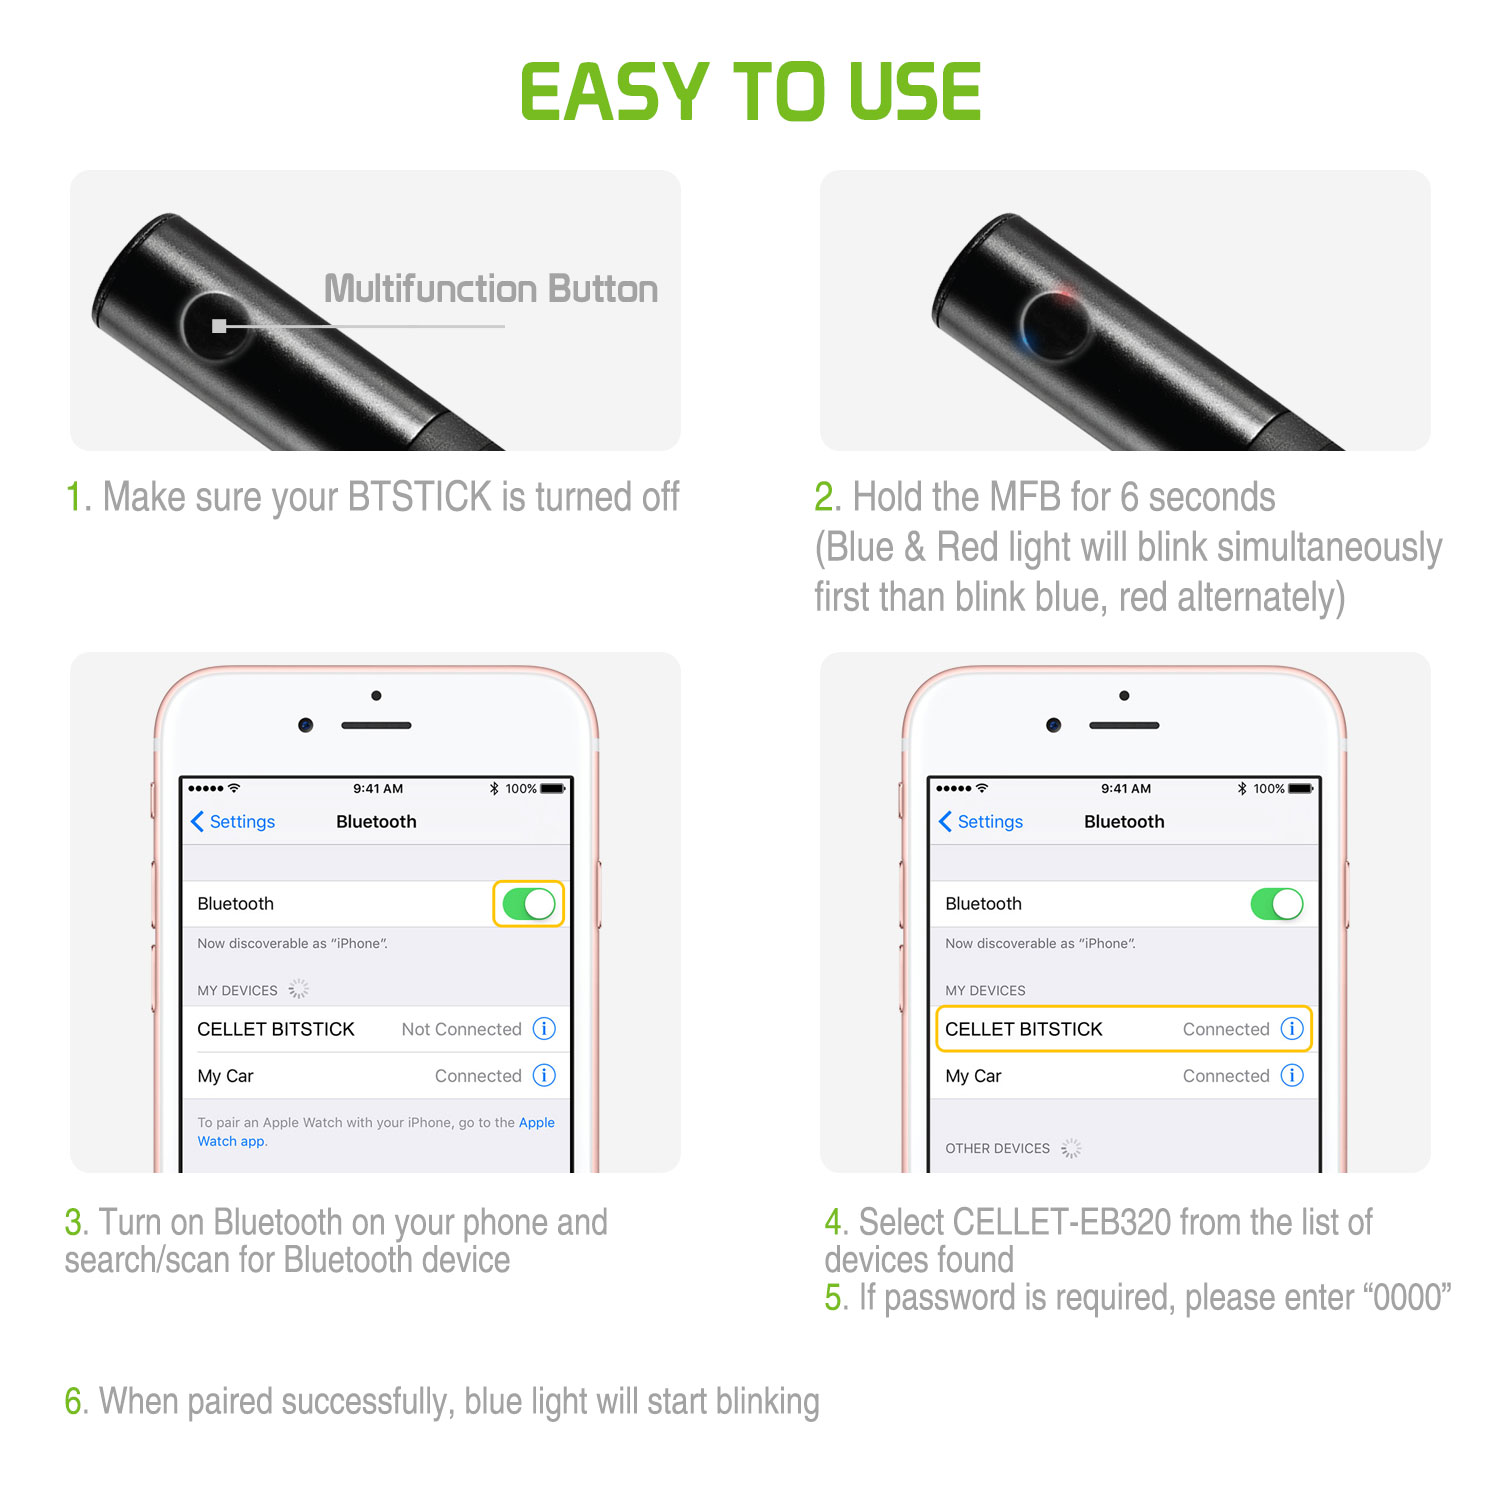 EASY TO USE
Multifunction Button
1. Make sure your BTSTICK is turned off
2. Hold the MFB for 6 seconds
(Blue & Red light will blink simultaneously
first than blink blue, red alternately)
9:41 AM
100%
Settings
Bluetooth
Bluetooth
Now discoverable as “iPhone”.
MY DEVICES
CELLET BITSTICK Not Connected i
My Car Connected i
To pair an Apple Watch with your iPhone, go to the Apple
Watch app.
9:41 AM
100%
Settings
Bluetooth
Bluetooth
Now discoverable as “iPhone”.
MY DEVICES
CELLET BITSTICK Connected i
My Car Connected i
OTHER DEVICES
3. Turn on Bluetooth on your phone and
search/scan for Bluetooth device
4. Select CELLET-EB320 from the list of
devices found
5. If password is required, please enter “0000”
6. When paired successfully, blue light will start blinking